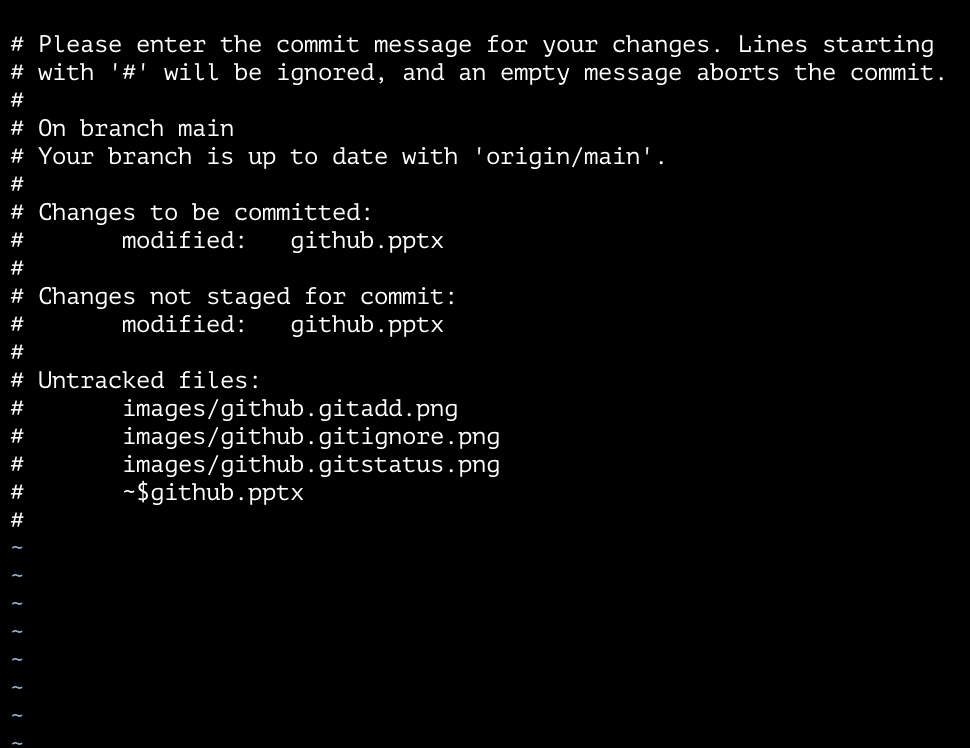 # Please enter the commit message for your changes. Lines starting
# with '#' will be ignored, and an empty message aborts the commit.
#
# On branch main
# Your branch is up to date with 'origin/main'.
#
# Changes to be committed:
#       modified:   github.pptx
#
# Changes not staged for commit:
#       modified:   github.pptx
#
# Untracked files:
#       images/github.gitadd.png
#       images/github.gitignore.png
#       images/github.gitstatus.png
#       ~$github.pptx
#
~
~
~
~
~
~
~
~